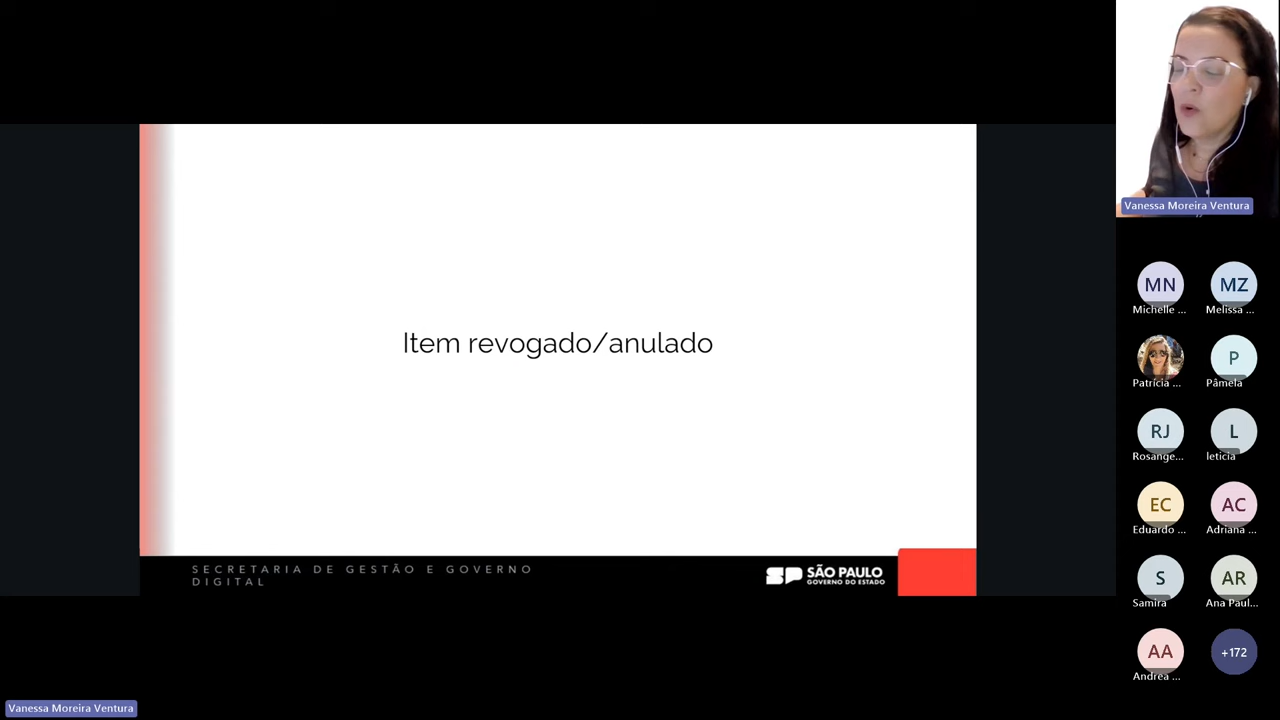 Item revogado/anulado
SECRETARIA DE GESTÃO E GOVERNO
DIGITAL
SP SÃO PAULO
GOVERNO DO ESTADO
Vanessa Moreira Ventura
MN
Michelle ...
MZ
Melissa ...
Patrícia ...
P
Pâmela
RJ
Rosange...
L
leticia
EC
Eduardo ...
AC
Adriana ...
S
Samira
AR
Ana Paul...
AA
Andrea ...
+172
Vanessa Moreira Ventura